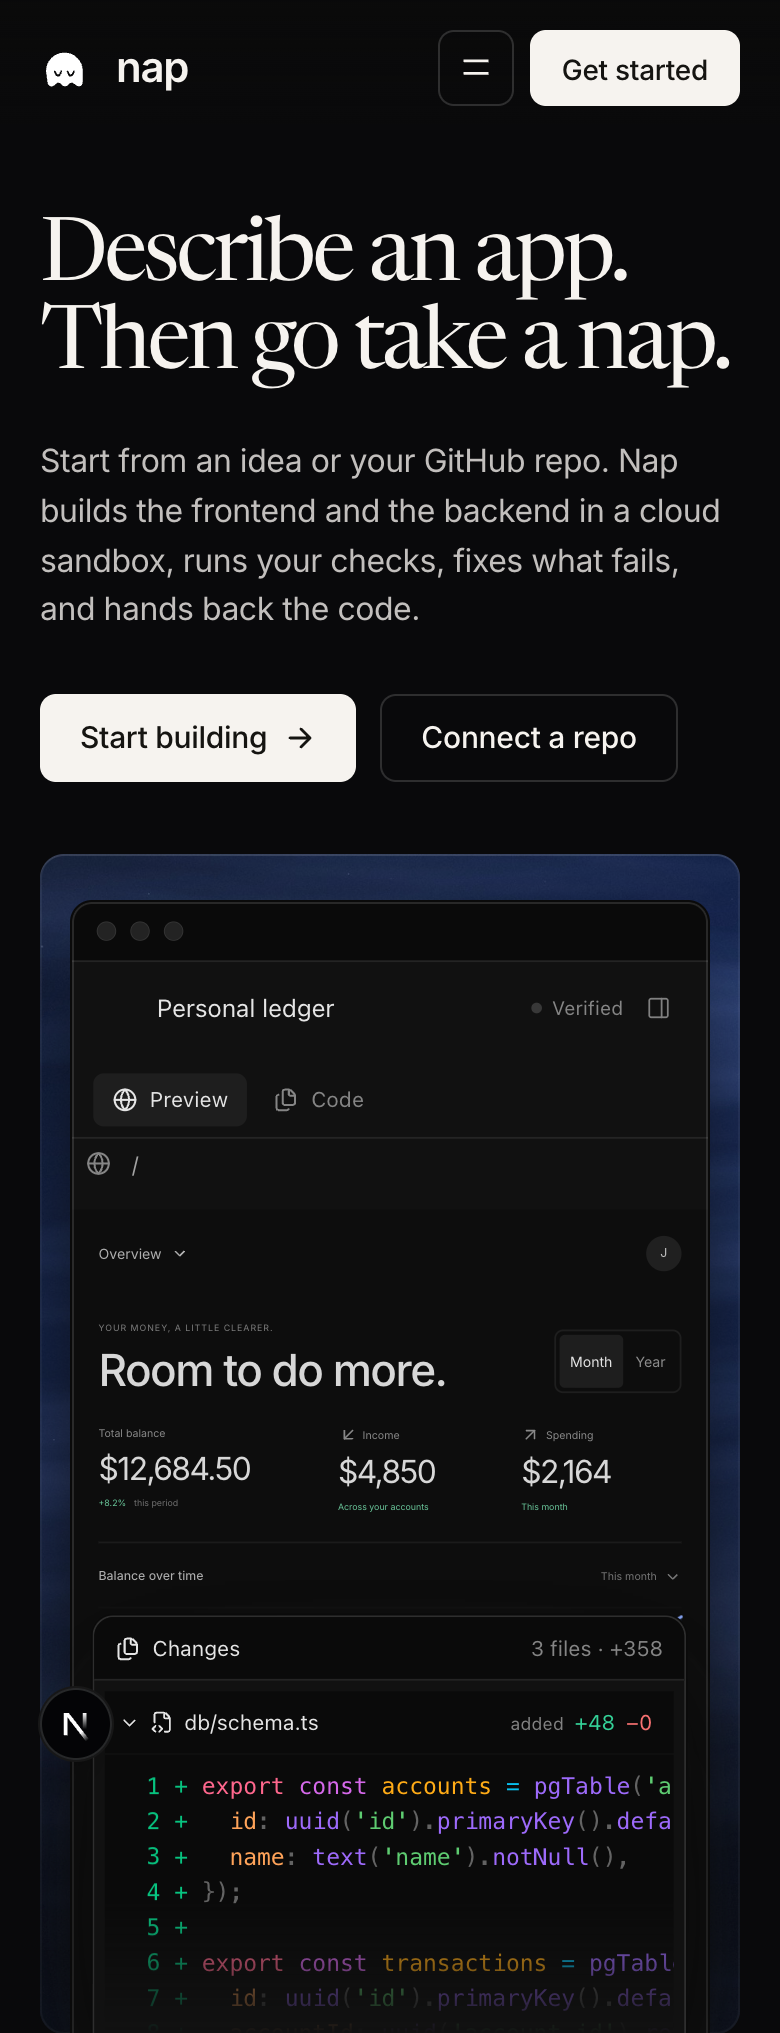 nap
Get started
Describe an app.
Then go take a nap.
Start from an idea or your GitHub repo. Nap
builds the frontend and the backend in a cloud
sandbox, runs your checks, fixes what fails,
and hands back the code.
Start building →
Connect a repo
Personal ledger
Verified
Preview
Code
/
Overview
J
YOUR MONEY, A LITTLE CLEARER.
Room to do more.
Month
Year
Total balance
$12,684.50
+8.2% this period
Income
$4,850
Across your accounts
Spending
$2,164
This month
Balance over time
This month
Changes
3 files · +358
N
db/schema.ts
added +48 −0
1 + export const accounts = pgTable('a
2 +   id: uuid('id').primaryKey().defa
3 +   name: text('name').notNull(),
4 + });
5 +
6 + export const transactions = pgTabl
7 +   id: uuid('id').primaryKey().defa